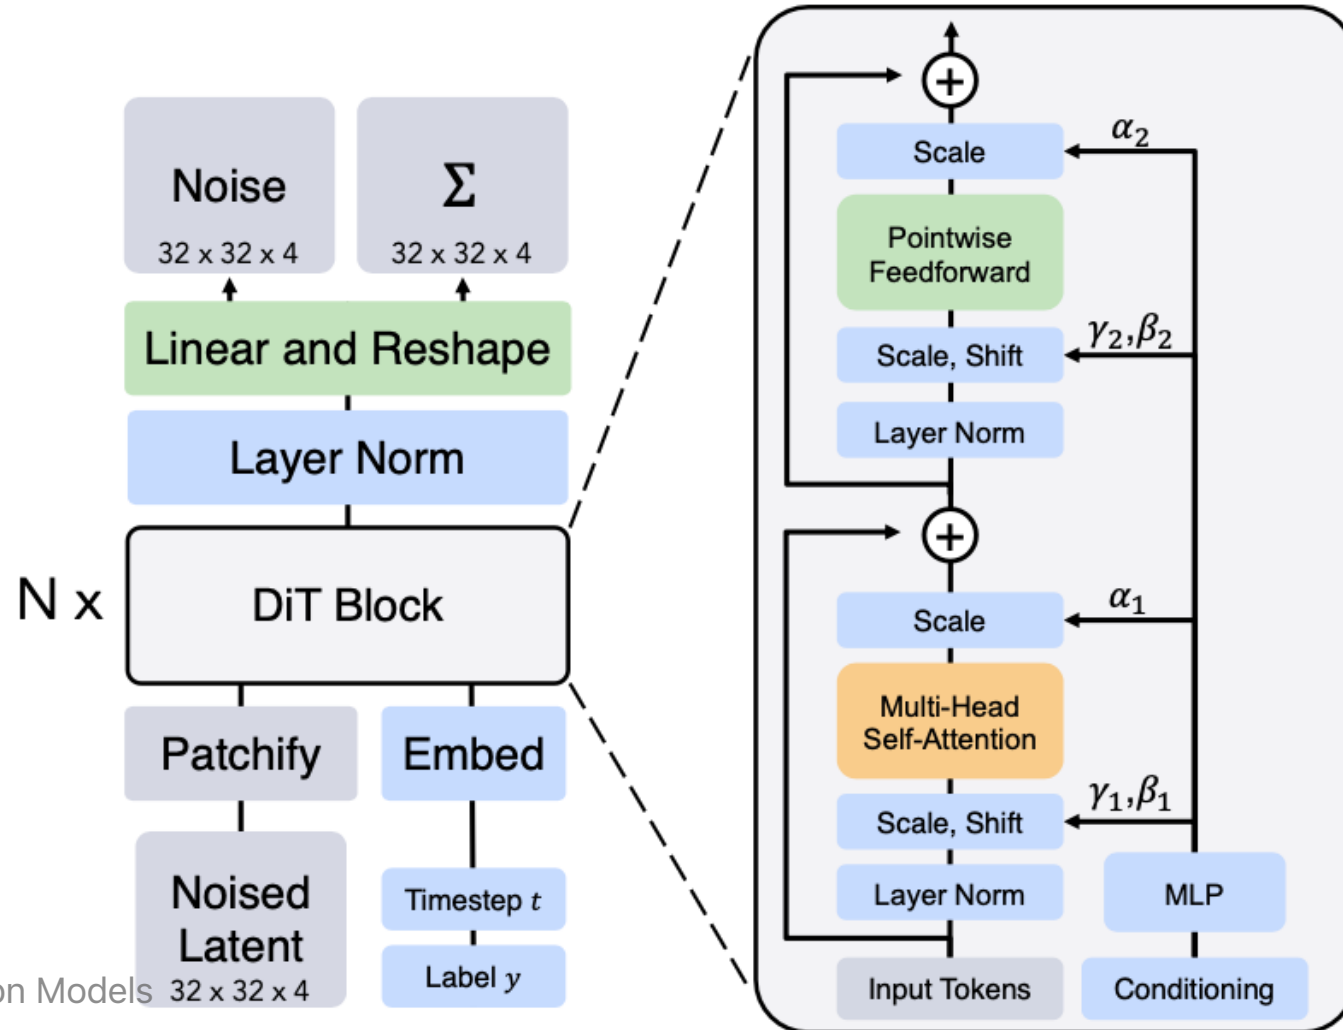 Noise
32 x 32 x 4
Σ
32 x 32 x 4
Linear and Reshape
Layer Norm
N x
DiT Block
Patchify
Embed
Noised
Latent
32 x 32 x 4
Timestep t
Label y
on Models
+
Scale
α₂
Pointwise
Feedforward
Scale, Shift
γ₂,β₂
Layer Norm
+
Scale
α₁
Multi-Head
Self-Attention
Scale, Shift
γ₁,β₁
Layer Norm
MLP
Input Tokens
Conditioning